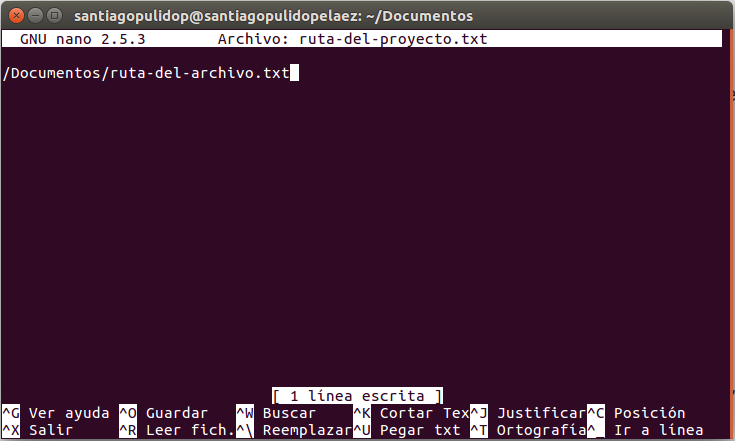 santiagopulidop@santiagopulidopelaez: ~/Documentos
GNU nano 2.5.3 Archivo: ruta-del-proyecto.txt
/Documentos/ruta-del-archivo.txt
[ 1 línea escrita ]
^G Ver ayuda ^O Guardar ^W Buscar ^K Cortar Tex ^J Justificar ^C Posición
^X Salir ^R Leer fich. ^\ Reemplazar ^U Pegar txt ^T Ortografía ^_ Ir a línea